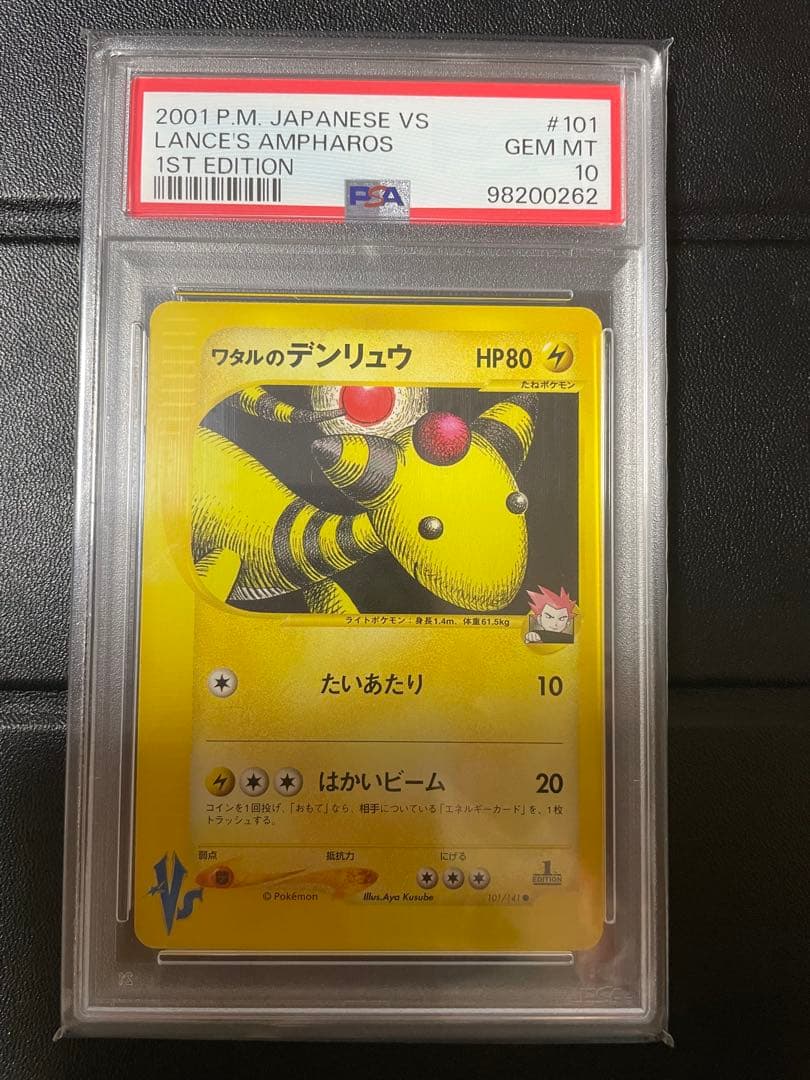 2001 P.M. JAPANESE VS #101
LANCE'S AMPHAROS GEM MT
1ST EDITION 10
PSA 98200262
ワタルのデンリュウ HP80
たねポケモン
ライトポケモン：身長1.4m、体重61.5kg
たいあたり 10
はかいビーム 20
コインを1回投げ、「おもて」なら、相手についている「エネルギーカード」を、1枚
トラッシュする。
弱点 抵抗力 にげる
1st EDITION
VS
©Pokémon Illus.Aya Kusube 101/141